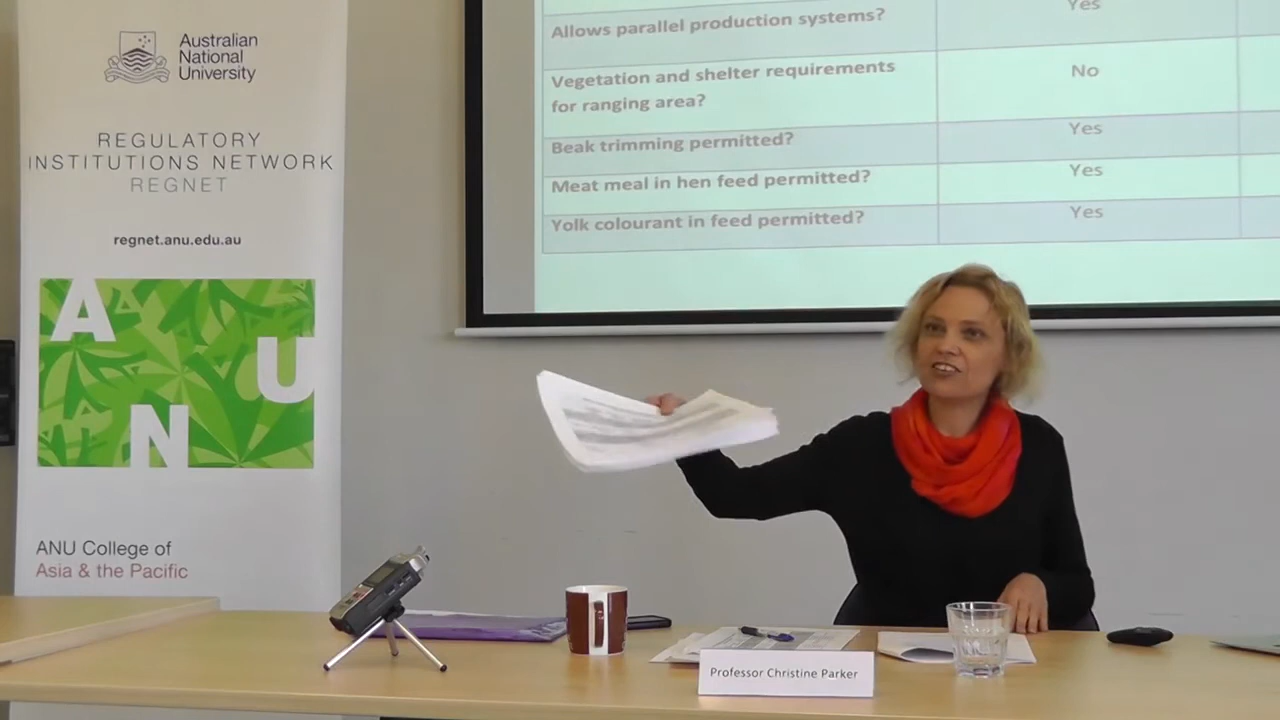 Australian
National
University
REGULATORY
INSTITUTIONS NETWORK
REGNET
regnet.anu.edu.au
A
N
U
ANU College of
Asia & the Pacific
Yes
Allows parallel production systems?
Vegetation and shelter requirements
for ranging area?
No
Beak trimming permitted?
Yes
Meat meal in hen feed permitted?
Yes
Yolk colourant in feed permitted?
Yes
Professor Christine Parker